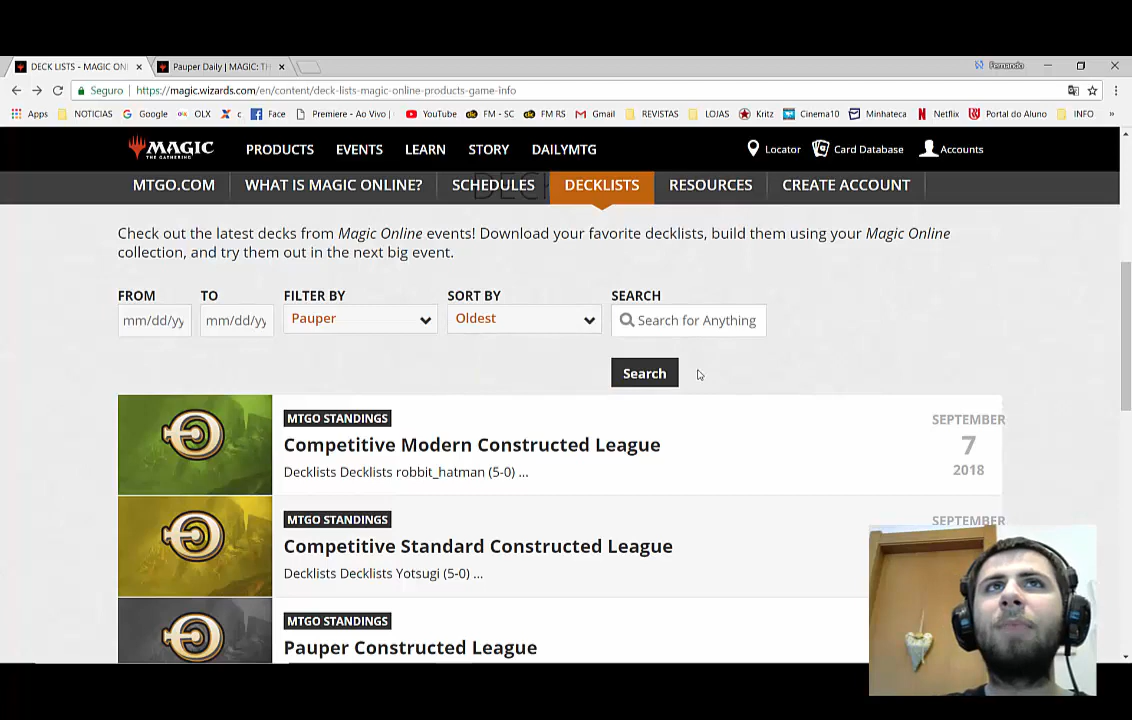 DECK LISTS - MAGIC ONI
Pauper Daily | MAGIC: TH
Fernando
Seguro
https://magic.wizards.com/en/content/deck-lists-magic-online-products-game-info
Apps NOTICIAS Google OLX c Face Premiere - Ao Vivo | YouTube FM - SC FM RS Gmail REVISTAS LOJAS Kritz Cinema10 Minhateca Netflix Portal do Aluno INFO »
MAGIC THE GATHERING PRODUCTS EVENTS LEARN STORY DAILYMTG Locator Card Database Accounts
MTGO.COM WHAT IS MAGIC ONLINE? SCHEDULES DECKLISTS RESOURCES CREATE ACCOUNT
Check out the latest decks from Magic Online events! Download your favorite decklists, build them using your Magic Online
collection, and try them out in the next big event.
FROM TO FILTER BY SORT BY SEARCH
mm/dd/yy mm/dd/yy Pauper Oldest Search for Anything
Search
MTGO STANDINGS
Competitive Modern Constructed League
Decklists Decklists robbit_hatman (5-0) ...
SEPTEMBER
7
2018
MTGO STANDINGS
Competitive Standard Constructed League
Decklists Decklists Yotsugi (5-0) ...
SEPTEMBER
MTGO STANDINGS
Pauper Constructed League